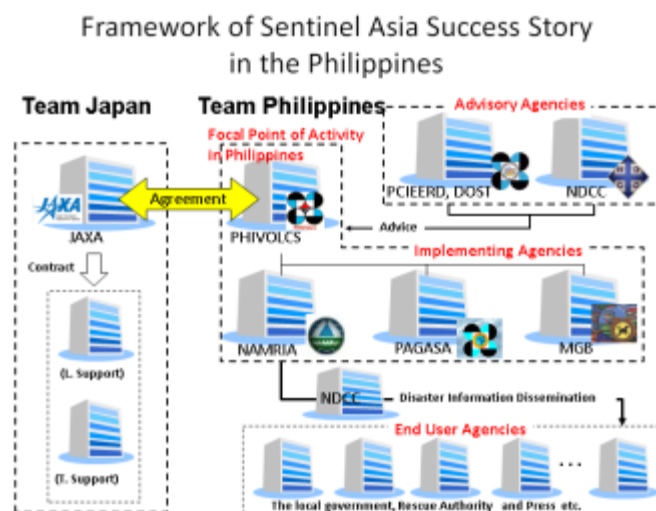 Framework of Sentinel Asia Success Story
in the Philippines
Team Japan
Team Philippines
Advisory Agencies
Focal Point of Activity
in Philippines
JAXA
Agreement
PCIEERD, DOST
NDCC
JAXA
PHIVOLCS
Advice
Contract
Implementing Agencies
(L. Support)
NAMRIA
PAGASA
MGB
NDCC
Disaster Information Dissemination
End User Agencies
(T. Support)
...
The local government, Rescue Authority and Press etc.